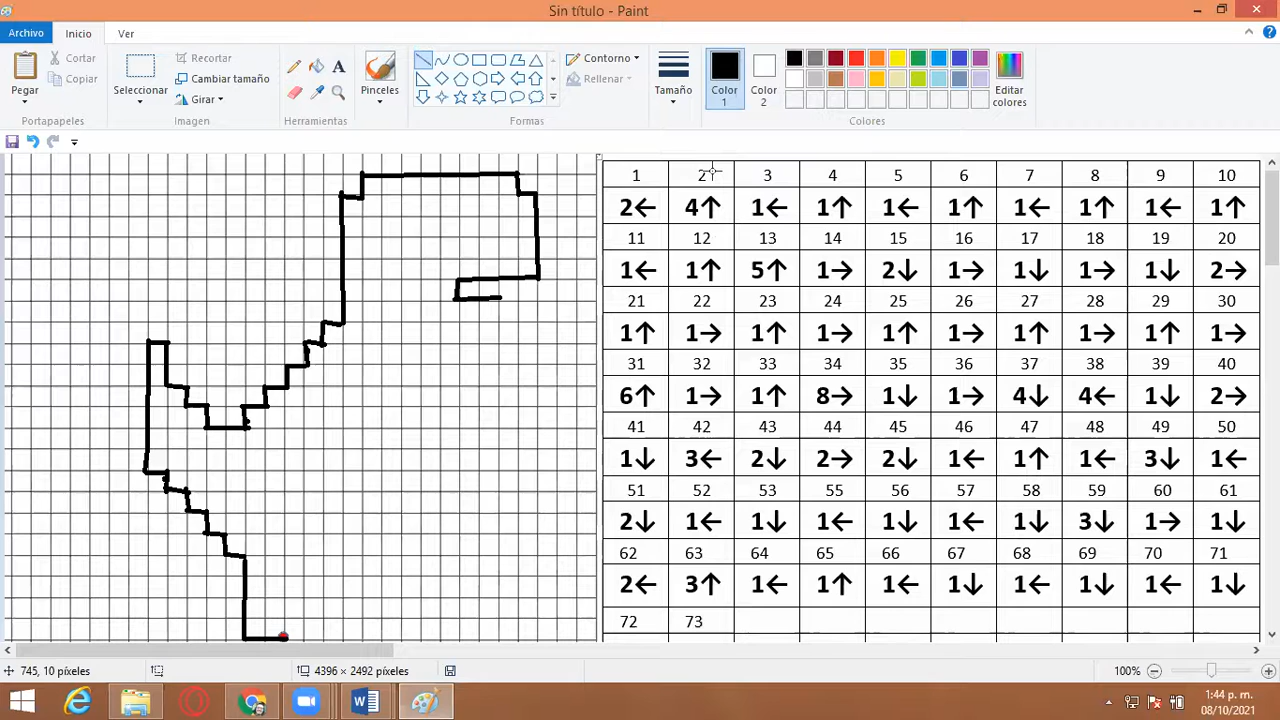 Sin título - Paint
Archivo Inicio Ver
Pegar
Cortar
Copiar
Portapapeles
Seleccionar
Recortar
Cambiar tamaño
Girar
Imagen
A
Herramientas
Pinceles
Contorno
Rellenar
Formas
Tamaño
Color 1
Color 2
Editar colores
Colores
1 2 3 4 5 6 7 8 9 10
2← 4↑ 1← 1↑ 1← 1↑ 1← 1↑ 1← 1↑
11 12 13 14 15 16 17 18 19 20
1← 1↑ 5↑ 1→ 2↓ 1→ 1↓ 1→ 1↓ 2→
21 22 23 24 25 26 27 28 29 30
1↑ 1→ 1↑ 1→ 1↑ 1→ 1↑ 1→ 1↑ 1→
31 32 33 34 35 36 37 38 39 40
6↑ 1→ 1↑ 8→ 1↓ 1→ 4↓ 4← 1↓ 2→
41 42 43 44 45 46 47 48 49 50
1↓ 3← 2↓ 2→ 2↓ 1← 1↑ 1← 3↓ 1←
51 52 53 55 56 57 58 59 60 61
2↓ 1← 1↓ 1← 1↓ 1← 1↓ 3↓ 1→ 1↓
62 63 64 65 66 67 68 69 70 71
2← 3↑ 1← 1↑ 1← 1↓ 1← 1↓ 1← 1↓
72 73
745, 10 píxeles
4396 × 2492 píxeles
100%
1:44 p. m.
08/10/2021